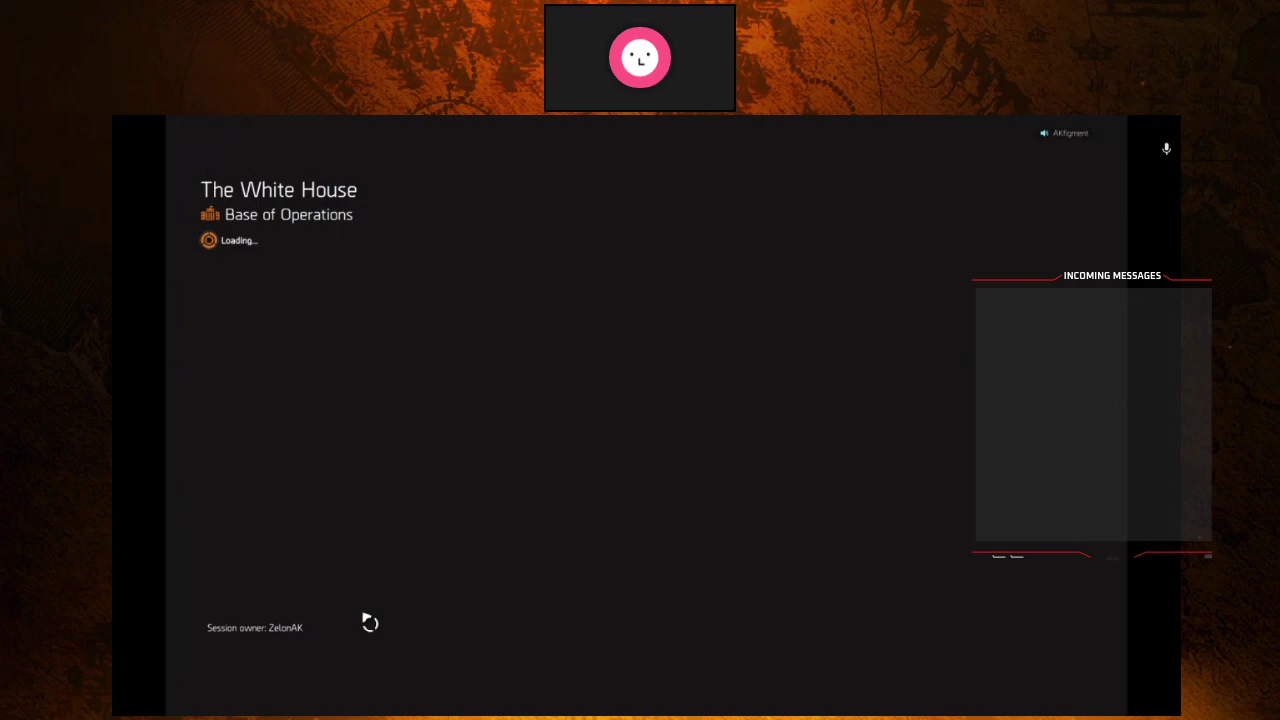 AKfigment
The White House
Base of Operations
Loading...
INCOMING MESSAGES
Session owner: ZelonAK